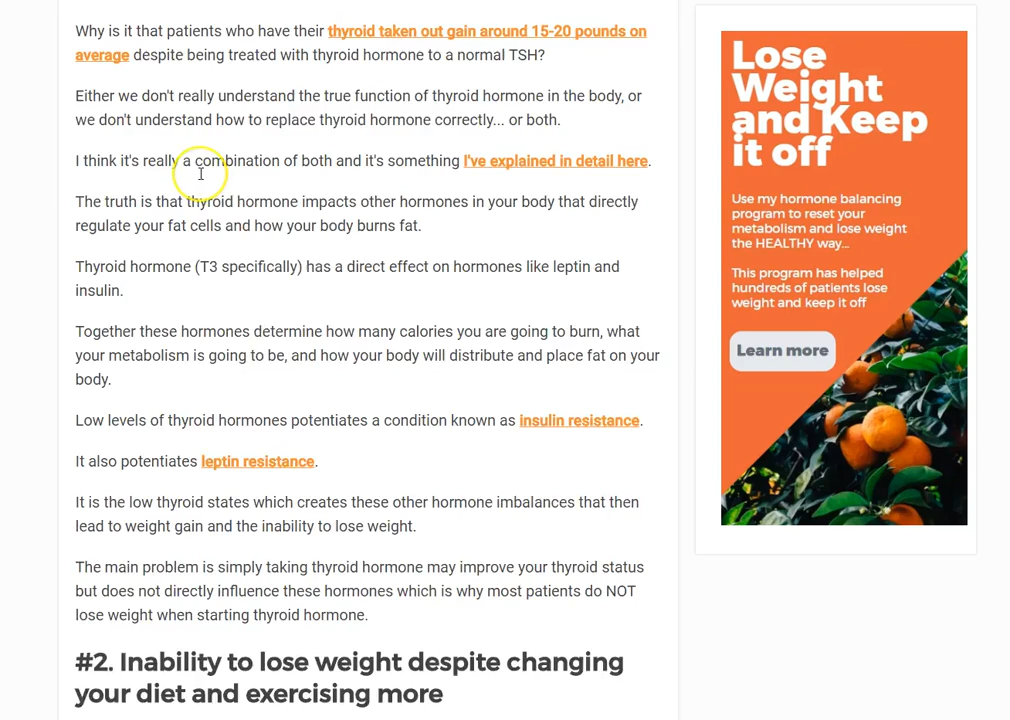 Why is it that patients who have their thyroid taken out gain around 15-20 pounds on
average despite being treated with thyroid hormone to a normal TSH?
Either we don't really understand the true function of thyroid hormone in the body, or
we don't understand how to replace thyroid hormone correctly... or both.
I think it's really a combination of both and it's something I've explained in detail here.
The truth is that thyroid hormone impacts other hormones in your body that directly
regulate your fat cells and how your body burns fat.
Thyroid hormone (T3 specifically) has a direct effect on hormones like leptin and
insulin.
Together these hormones determine how many calories you are going to burn, what
your metabolism is going to be, and how your body will distribute and place fat on your
body.
Low levels of thyroid hormones potentiates a condition known as insulin resistance.
It also potentiates leptin resistance.
It is the low thyroid states which creates these other hormone imbalances that then
lead to weight gain and the inability to lose weight.
The main problem is simply taking thyroid hormone may improve your thyroid status
but does not directly influence these hormones which is why most patients do NOT
lose weight when starting thyroid hormone.
#2. Inability to lose weight despite changing
your diet and exercising more
Lose
Weight
and Keep
it off
Use my hormone balancing
program to reset your
metabolism and lose weight
the HEALTHY way...
This program has helped
hundreds of patients lose
weight and keep it off
Learn more